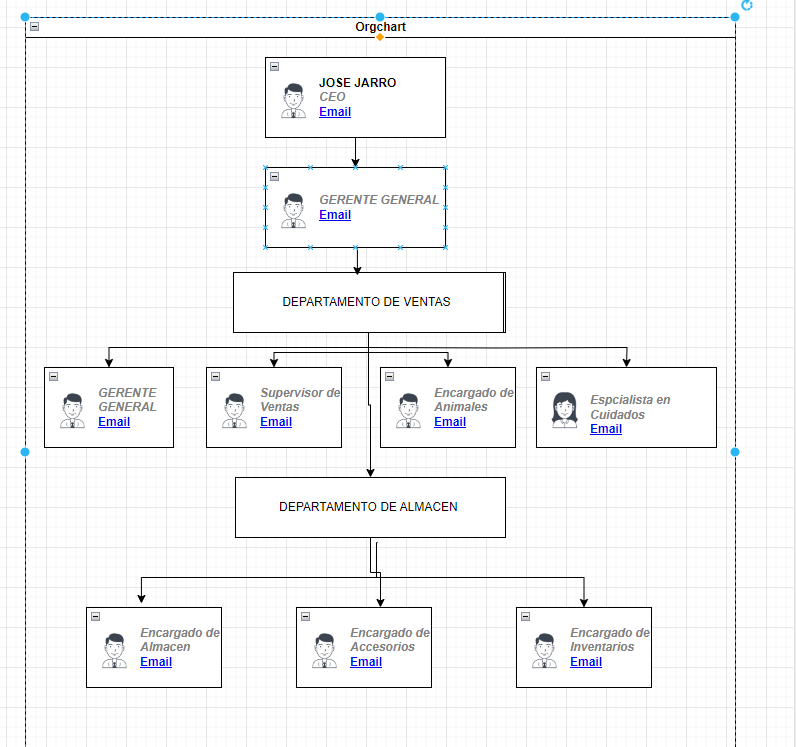 Orgchart
JOSE JARRO
CEO
Email
GERENTE GENERAL
Email
DEPARTAMENTO DE VENTAS
GERENTE
GENERAL
Email
Supervisor de
Ventas
Email
Encargado de
Animales
Email
Espcialista en
Cuidados
Email
DEPARTAMENTO DE ALMACEN
Encargado de
Almacen
Email
Encargado de
Accesorios
Email
Encargado de
Inventarios
Email